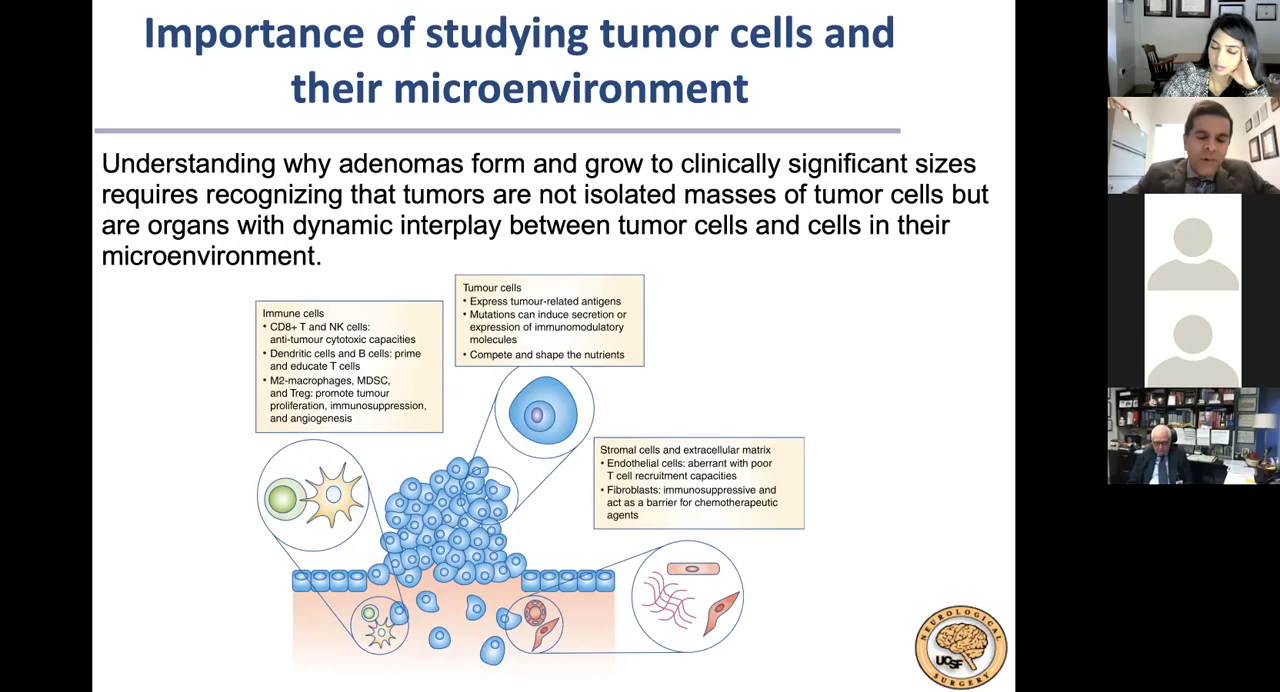 Importance of studying tumor cells and
their microenvironment
Understanding why adenomas form and grow to clinically significant sizes
requires recognizing that tumors are not isolated masses of tumor cells but
are organs with dynamic interplay between tumor cells and cells in their
microenvironment.
Immune cells
• CD8+ T and NK cells:
anti-tumour cytotoxic capacities
• Dendritic cells and B cells: prime
and educate T cells
• M2-macrophages, MDSC,
and Treg: promote tumour
proliferation, immunosuppression,
and angiogenesis
Tumour cells
• Express tumour-related antigens
• Mutations can induce secretion or
expression of immunomodulatory
molecules
• Compete and shape the nutrients
Stromal cells and extracellular matrix
• Endothelial cells: aberrant with poor
T cell recruitment capacities
• Fibroblasts: immunosuppressive and
act as a barrier for chemotherapeutic
agents
NEUROLOGICAL
UCSF
SURGERY